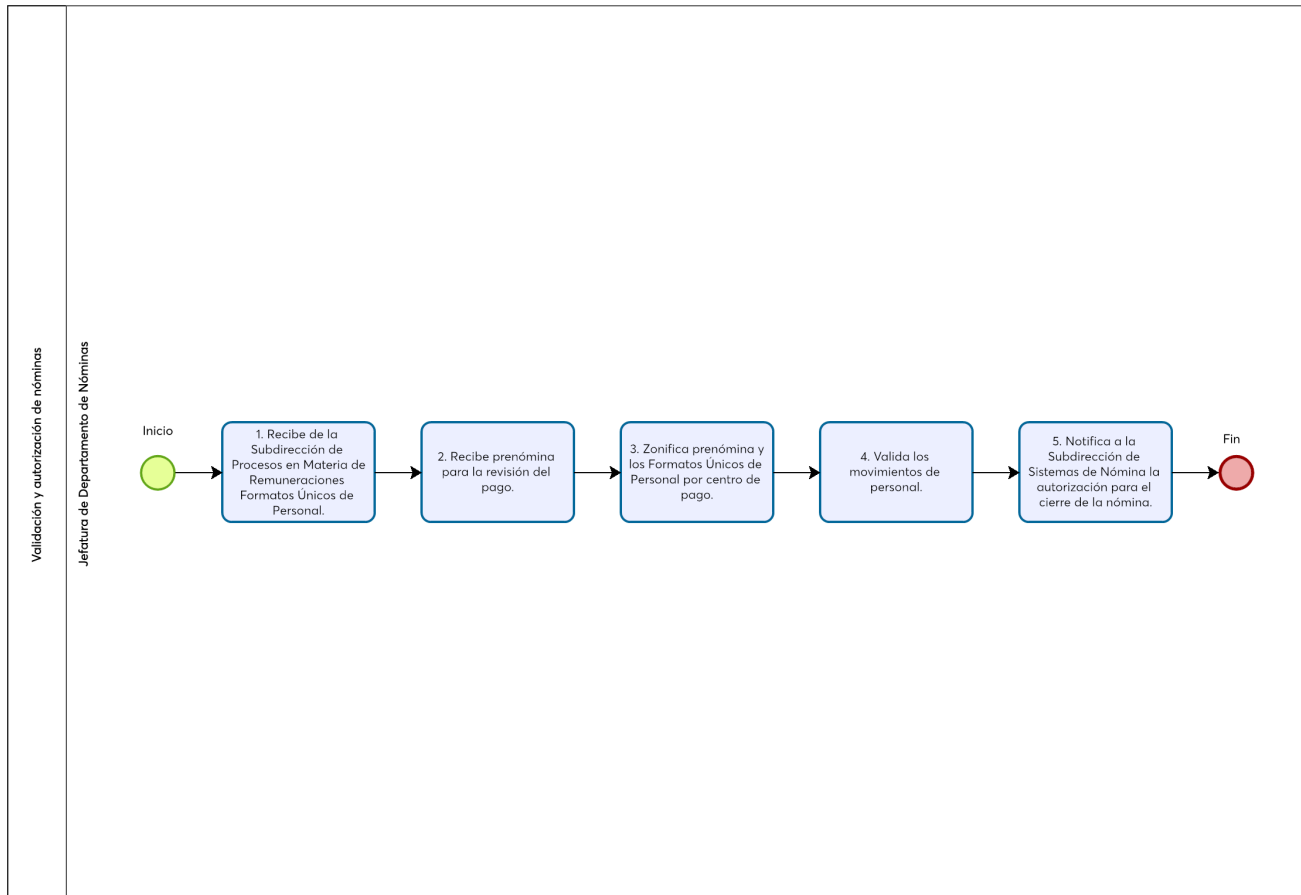 Validación y autorización de nóminas
Jefatura de Departamento de Nóminas
Inicio
1. Recibe de la
Subdirección de
Procesos en Materia de
Remuneraciones
Formatos Únicos de
Personal.
2. Recibe prenómina
para la revisión del
pago.
3. Zonifica prenómina y
los Formatos Únicos de
Personal por centro de
pago.
4. Valida los
movimientos de
personal.
5. Notifica a la
Subdirección de
Sistemas de Nómina la
autorización para el
cierre de la nómina.
Fin